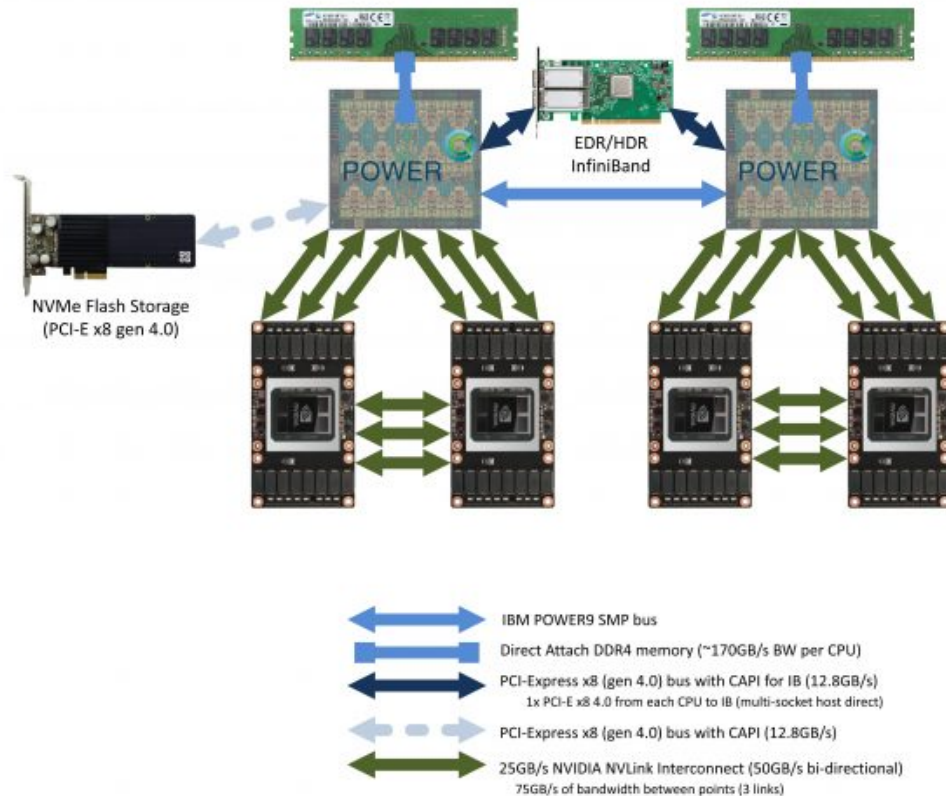 POWER
EDR/HDR
InfiniBand
POWER
NVMe Flash Storage
(PCI-E x8 gen 4.0)
IBM POWER9 SMP bus
Direct Attach DDR4 memory (~170GB/s BW per CPU)
PCI-Express x8 (gen 4.0) bus with CAPI for IB (12.8GB/s)
1x PCI-E x8 4.0 from each CPU to IB (multi-socket host direct)
PCI-Express x8 (gen 4.0) bus with CAPI (12.8GB/s)
25GB/s NVIDIA NVLink Interconnect (50GB/s bi-directional)
75GB/s of bandwidth between points (3 links)